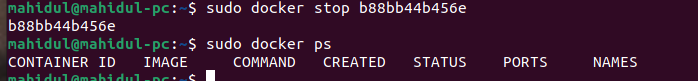 mahidul@mahidul-pc:~$ sudo docker stop b88bb44b456e
b88bb44b456e
mahidul@mahidul-pc:~$ sudo docker ps
CONTAINER ID   IMAGE     COMMAND   CREATED   STATUS    PORTS     NAMES
mahidul@mahidul-pc:~$